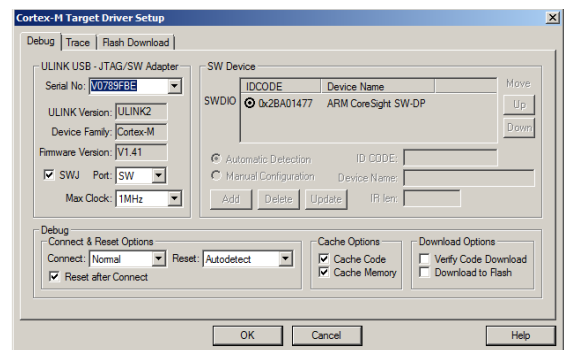 Cortex-M Target Driver Setup
Debug Trace Flash Download
ULINK USB - JTAG/SW Adapter
Serial No: V0789FBE
ULINK Version: ULINK2
Device Family: Cortex-M
Firmware Version: V1.41
SWJ Port: SW
Max Clock: 1MHz
SW Device
IDCODE Device Name Move
SWDIO 0x2BA01477 ARM CoreSight SW-DP Up
Down
Automatic Detection ID CODE:
Manual Configuration Device Name:
Add Delete Update IR len:
Debug
Connect & Reset Options
Connect: Normal Reset: Autodetect
Reset after Connect
Cache Options
Cache Code
Cache Memory
Download Options
Verify Code Download
Download to Flash
OK Cancel Help